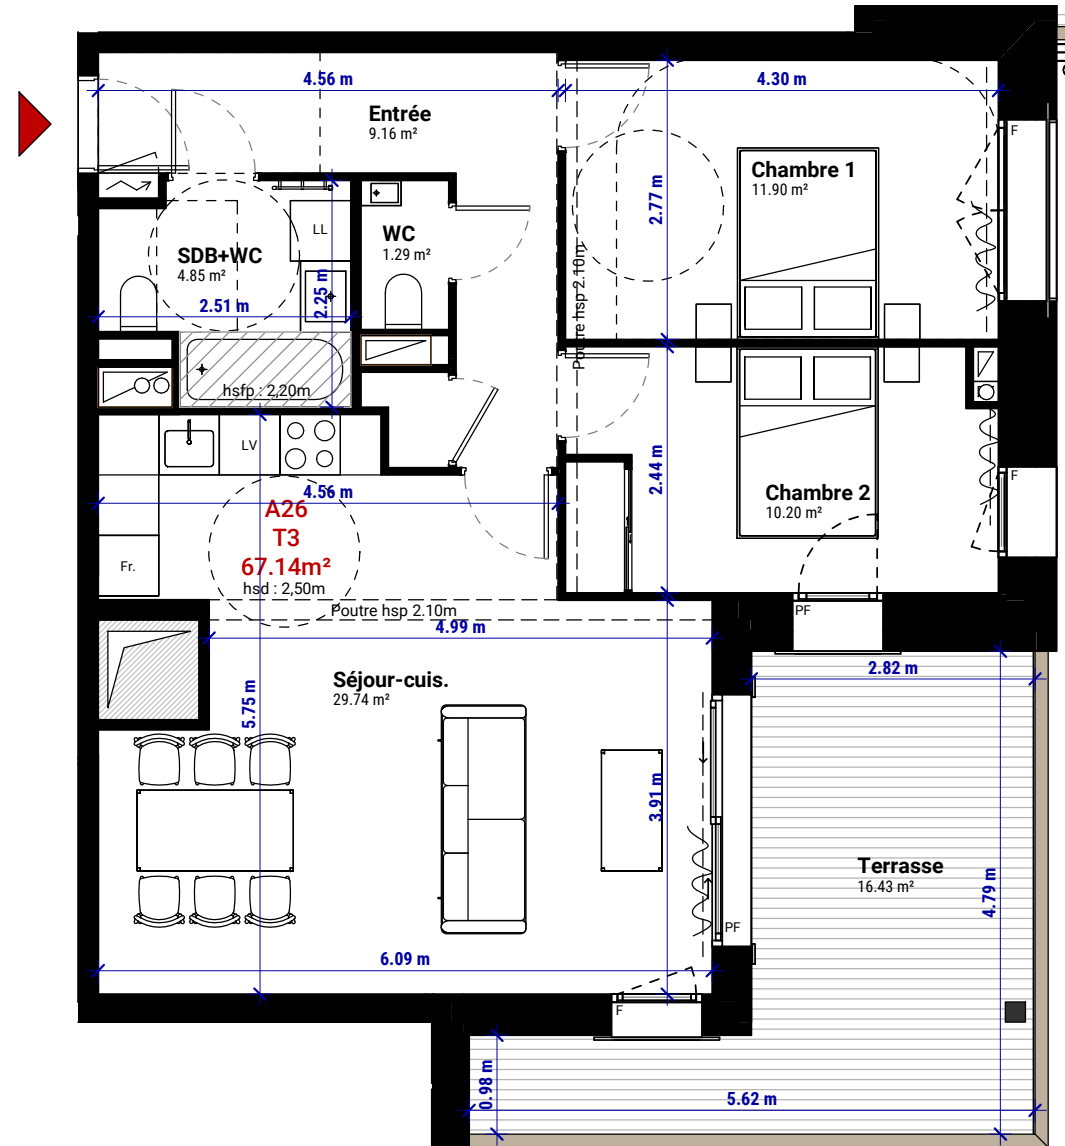 4.56 m
4.30 m
Entrée
9.16 m²
F
Chambre 1
11.90 m²
2.77 m
LL
WC
1.29 m²
SDB+WC
4.85 m²
2.51 m
2.25 m
Poutre hsp 2.10m
hsfp : 2,20m
LV
2.44 m
F
4.56 m
Chambre 2
10.20 m²
A26
T3
67.14m²
hsd : 2,50m
Fr.
Poutre hsp 2.10m
PF
4.99 m
2.82 m
Séjour-cuis.
29.74 m²
5.75 m
3.91 m
Terrasse
16.43 m²
4.79 m
PF
6.09 m
F
0.98 m
5.62 m